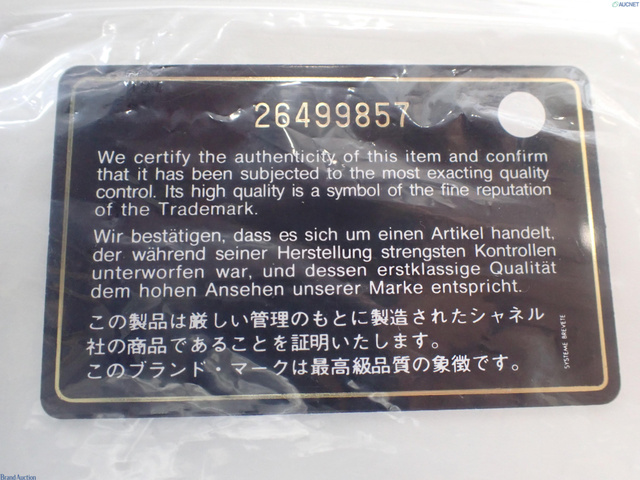 AUCNET
26499857
We certify the authenticity of this item and confirm
that it has been subjected to the most exacting quality
control. Its high quality is a symbol of the fine reputation
of the Trademark.
Wir bestätigen, dass es sich um einen Artikel handelt,
der während seiner Herstellung strengsten Kontrollen
unterworfen war, und dessen erstklassige Qualität
dem hohen Ansehen unserer Marke entspricht.
この製品は厳しい管理のもとに製造されたシャネル
社の商品であることを証明いたします。
このブランド・マークは最高級品質の象徴です。
SYSTEME BREVETE
Brand Auction